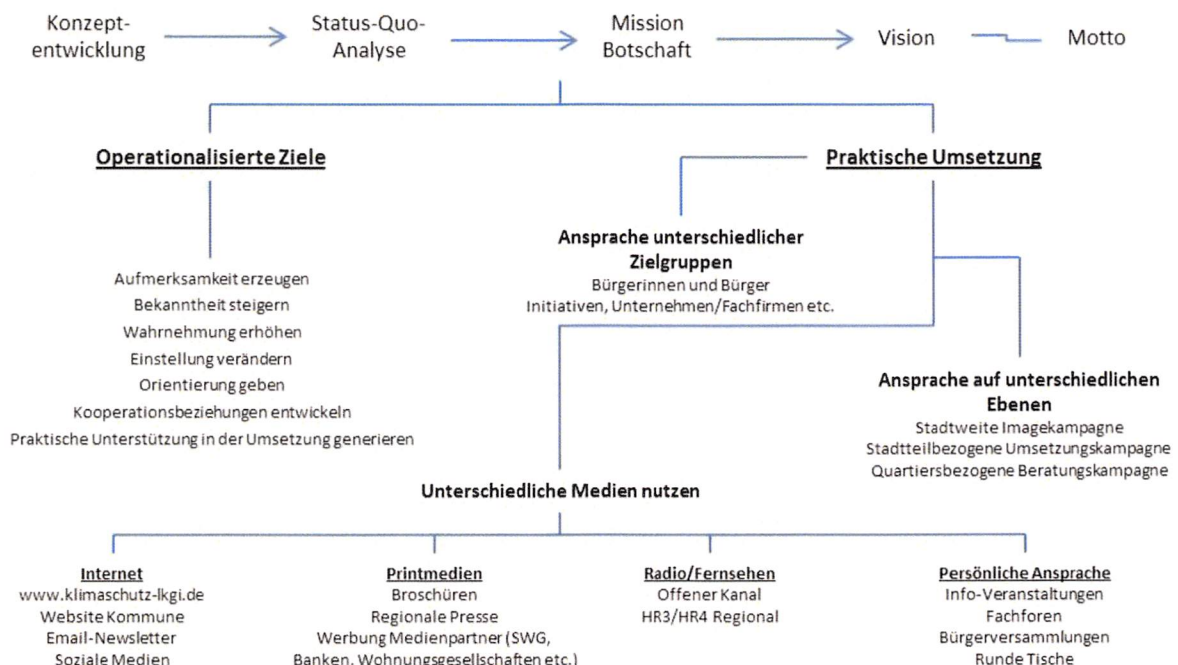 Konzept-
entwicklung
Status-Quo-
Analyse
Mission
Botschaft
Vision
Motto
Operationalisierte Ziele
Aufmerksamkeit erzeugen
Bekanntheit steigern
Wahrnehmung erhöhen
Einstellung verändern
Orientierung geben
Kooperationsbeziehungen entwickeln
Praktische Unterstützung in der Umsetzung generieren
Praktische Umsetzung
Ansprache unterschiedlicher
Zielgruppen
Bürgerinnen und Bürger
Initiativen, Unternehmen/Fachfirmen etc.
Ansprache auf unterschiedlichen
Ebenen
Stadtweite Imagekampagne
Stadtteilbezogene Umsetzungskampagne
Quartiersbezogene Beratungskampagne
Unterschiedliche Medien nutzen
Internet
www.klimaschutz-lkgi.de
Website Kommune
Email-Newsletter
Soziale Medien
Printmedien
Broschüren
Regionale Presse
Werbung Medienpartner (SWG,
Banken, Wohnungsgesellschaften etc.)
Radio/Fernsehen
Offener Kanal
HR3/HR4 Regional
Persönliche Ansprache
Info-Veranstaltungen
Fachforen
Bürgerversammlungen
Runde Tische